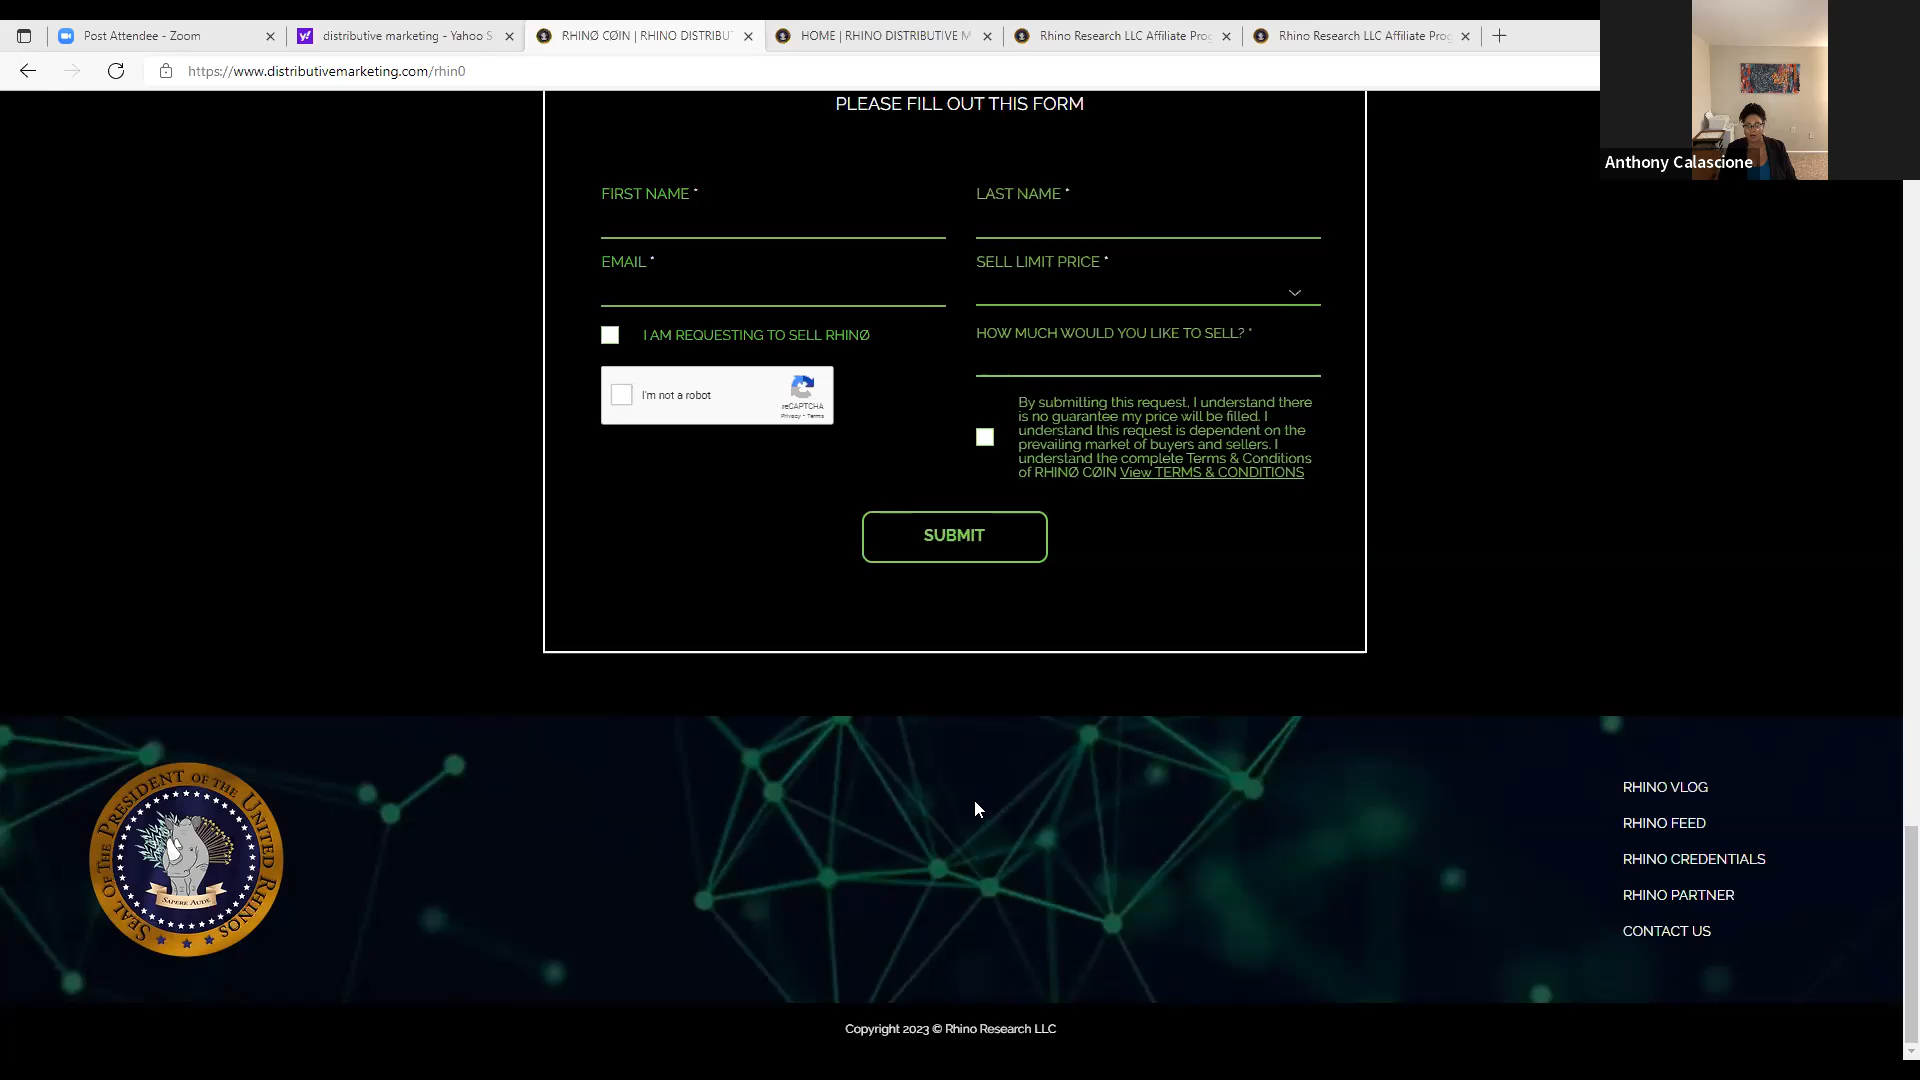 Post Attendee - Zoom
distributive marketing - Yahoo S
RHINØ CØIN | RHINO DISTRIBUT
HOME | RHINO DISTRIBUTIVE M
Rhino Research LLC Affiliate Prog
Rhino Research LLC Affiliate Prog
https://www.distributivemarketing.com/rhin0
Anthony Calascione
PLEASE FILL OUT THIS FORM
FIRST NAME *
LAST NAME *
EMAIL *
SELL LIMIT PRICE *
I AM REQUESTING TO SELL RHINØ
HOW MUCH WOULD YOU LIKE TO SELL? *
I'm not a robot
reCAPTCHA
Privacy - Terms
By submitting this request, I understand there
is no guarantee my price will be filled. I
understand this request is dependent on the
prevailing market of buyers and sellers. I
understand the complete Terms & Conditions
of RHINØ CØIN View TERMS & CONDITIONS
SUBMIT
SEAL OF THE PRESIDENT OF THE UNITED RHINOS
SAPERE AUDE
RHINO VLOG
RHINO FEED
RHINO CREDENTIALS
RHINO PARTNER
CONTACT US
Copyright 2023 © Rhino Research LLC